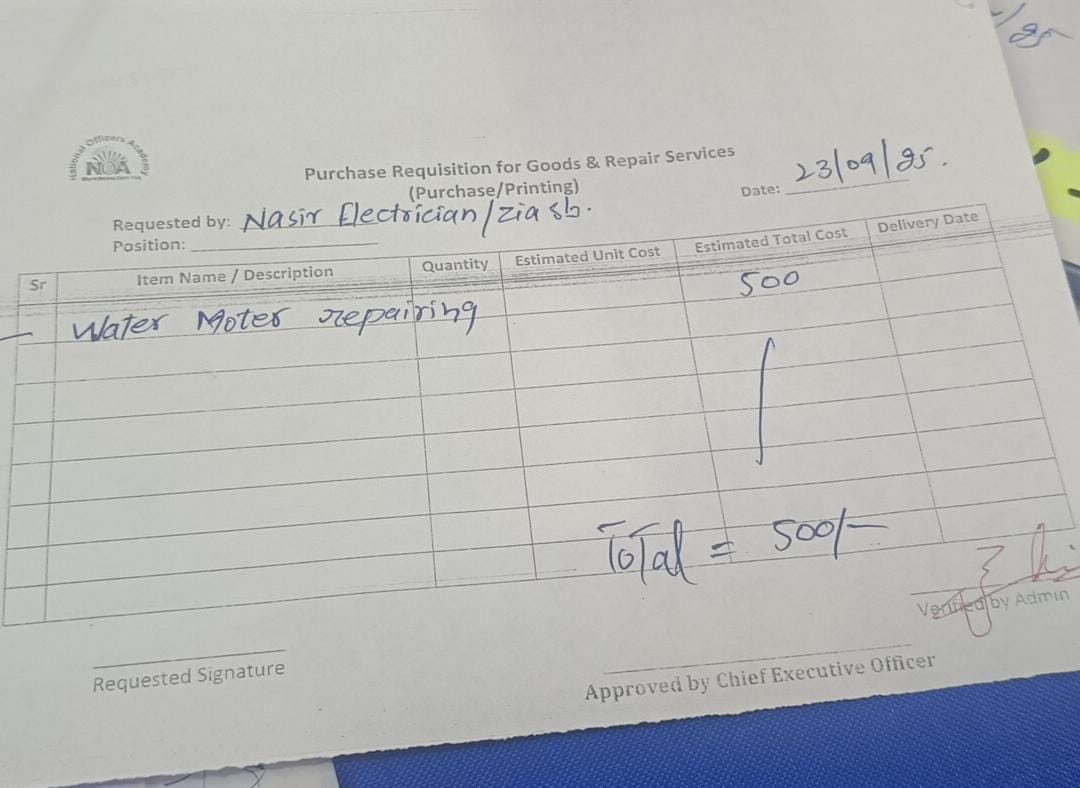 National Officers Academy
NOA
Purchase Requisition for Goods & Repair Services
(Purchase/Printing)
Date: 23/09/25.
Requested by: Nasir Electrician/zia sb.
Position:
Sr Item Name / Description Quantity Estimated Unit Cost Estimated Total Cost Delivery Date
- Water Moter repairing 500
Total = 500/-
Verified by Admin
Requested Signature
Approved by Chief Executive Officer